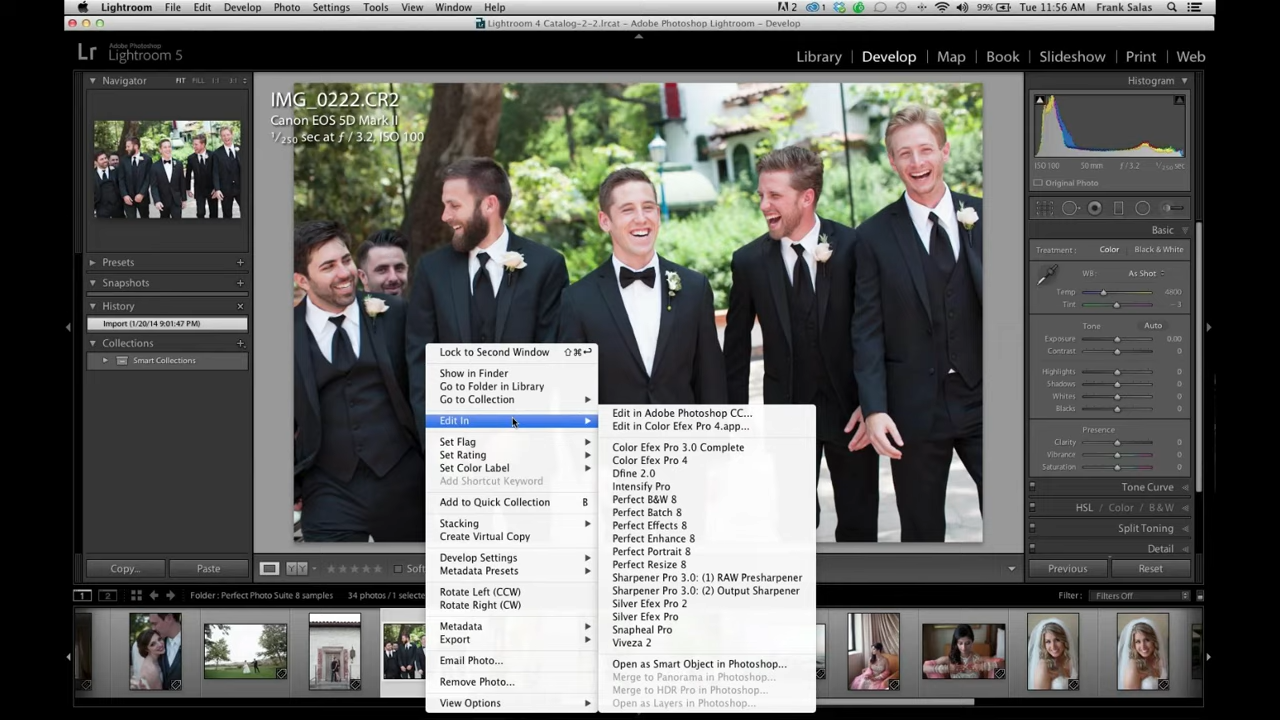 Lightroom File Edit Develop Photo Settings Tools View Window Help
2 1 99% Tue 11:56 AM Frank Salas
Lightroom 4 Catalog-2-2.lrcat - Adobe Photoshop Lightroom - Develop
Lr Adobe Photoshop
Lightroom 5
Library Develop Map Book Slideshow Print Web
Navigator FIT FILL 1:1
Presets
Snapshots
History
Import (1/20/14 9:01:47 PM)
Collections
Smart Collections
Copy... Paste
IMG_0222.CR2
Canon EOS 5D Mark II
1/250 sec at f / 3.2, ISO 100
Lock to Second Window ⇧⌘↩
Show in Finder
Go to Folder in Library
Go to Collection
Edit In
Set Flag
Set Rating
Set Color Label
Add Shortcut Keyword
Add to Quick Collection B
Stacking
Create Virtual Copy
Develop Settings
Metadata Presets
Rotate Left (CCW)
Rotate Right (CW)
Metadata
Export
Email Photo...
Remove Photo...
View Options
Edit in Adobe Photoshop CC...
Edit in Color Efex Pro 4.app...
Color Efex Pro 3.0 Complete
Color Efex Pro 4
Dfine 2.0
Intensify Pro
Perfect B&W 8
Perfect Batch 8
Perfect Effects 8
Perfect Enhance 8
Perfect Portrait 8
Perfect Resize 8
Sharpener Pro 3.0: (1) RAW Presharpener
Sharpener Pro 3.0: (2) Output Sharpener
Silver Efex Pro 2
Silver Efex Pro
Snapheal Pro
Viveza 2
Open as Smart Object in Photoshop...
Merge to Panorama in Photoshop...
Merge to HDR Pro in Photoshop...
Open as Layers in Photoshop...
Histogram
ISO 100 50 mm f / 3.2 1/250 sec
Original Photo
Basic
Treatment : Color Black & White
WB : As Shot
Temp 4800
Tint - 3
Tone Auto
Exposure 0.00
Contrast 0
Highlights 0
Shadows 0
Whites 0
Blacks 0
Presence
Clarity 0
Vibrance 0
Saturation 0
Tone Curve
HSL / Color / B & W
Split Toning
Detail
Previous Reset
YY Soft
1 2 Folder : Perfect Photo Suite 8 samples 34 photos / 1 selected
Filter : Filters Off